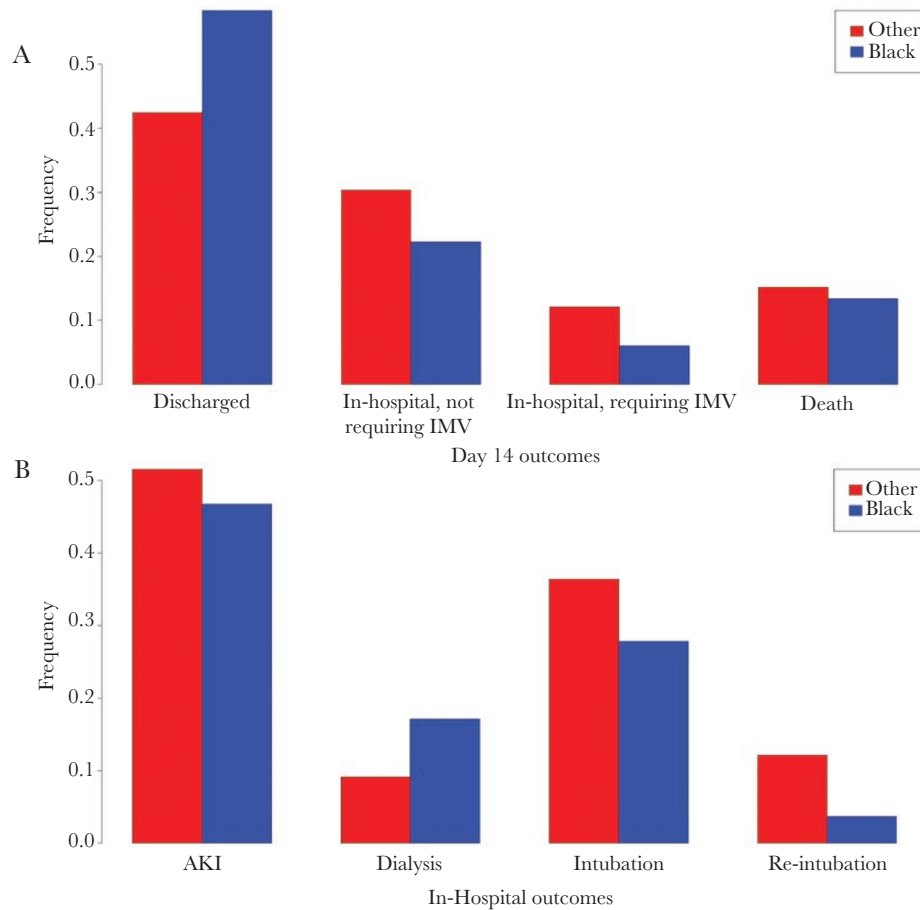 A
Other
Black
0.5
0.4
0.3
0.2
0.1
0.0
Frequency
Discharged
In-hospital, not
requiring IMV
In-hospital, requiring IMV
Death
Day 14 outcomes
B
Other
Black
0.5
0.4
0.3
0.2
0.1
0.0
Frequency
AKI
Dialysis
Intubation
Re-intubation
In-Hospital outcomes